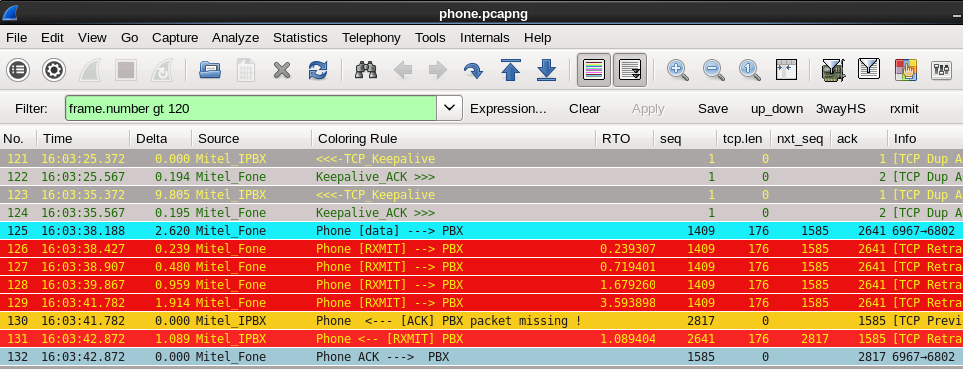 phone.pcapng
File Edit View Go Capture Analyze Statistics Telephony Tools Internals Help
Filter: frame.number gt 120 Expression... Clear Apply Save up_down 3wayHS rxmit
No. Time Delta Source Coloring Rule RTO seq tcp.len nxt_seq ack Info
121 16:03:25.372 0.000 Mitel_IPBX <<<-TCP_Keepalive 1 0 1 [TCP Dup A
122 16:03:25.567 0.194 Mitel_Fone Keepalive_ACK >>> 1 0 2 [TCP Dup A
123 16:03:35.372 9.805 Mitel_IPBX <<<-TCP_Keepalive 1 0 1 [TCP Dup A
124 16:03:35.567 0.195 Mitel_Fone Keepalive_ACK >>> 1 0 2 [TCP Dup A
125 16:03:38.188 2.620 Mitel_Fone Phone [data] ---> PBX 1409 176 1585 2641 6967→6802
126 16:03:38.427 0.239 Mitel_Fone Phone [RXMIT] --> PBX 0.239307 1409 176 1585 2641 [TCP Retra
127 16:03:38.907 0.480 Mitel_Fone Phone [RXMIT] --> PBX 0.719401 1409 176 1585 2641 [TCP Retra
128 16:03:39.867 0.959 Mitel_Fone Phone [RXMIT] --> PBX 1.679260 1409 176 1585 2641 [TCP Retra
129 16:03:41.782 1.914 Mitel_Fone Phone [RXMIT] --> PBX 3.593898 1409 176 1585 2641 [TCP Retra
130 16:03:41.782 0.000 Mitel_IPBX Phone <--- [ACK] PBX packet missing ! 2817 0 1585 [TCP Previ
131 16:03:42.872 1.089 Mitel_IPBX Phone <-- [RXMIT] PBX 1.089404 2641 176 2817 1585 [TCP Retra
132 16:03:42.872 0.000 Mitel_Fone Phone ACK ---> PBX 1585 0 2817 6967→6802